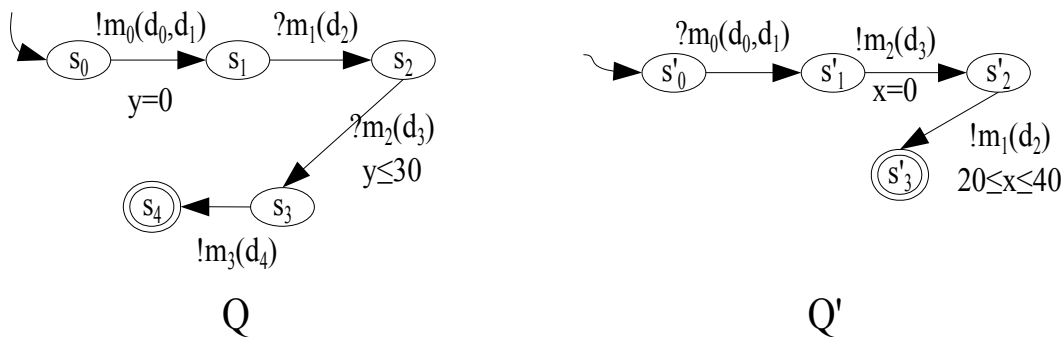 !m₀(d₀,d₁)
?m₁(d₂)
s₀
s₁
s₂
y=0
?m₂(d₃)
y≤30
s₄
s₃
!m₃(d₄)
Q
?m₀(d₀,d₁)
!m₂(d₃)
s'₀
s'₁
s'₂
x=0
!m₁(d₂)
s'₃
20≤x≤40
Q'